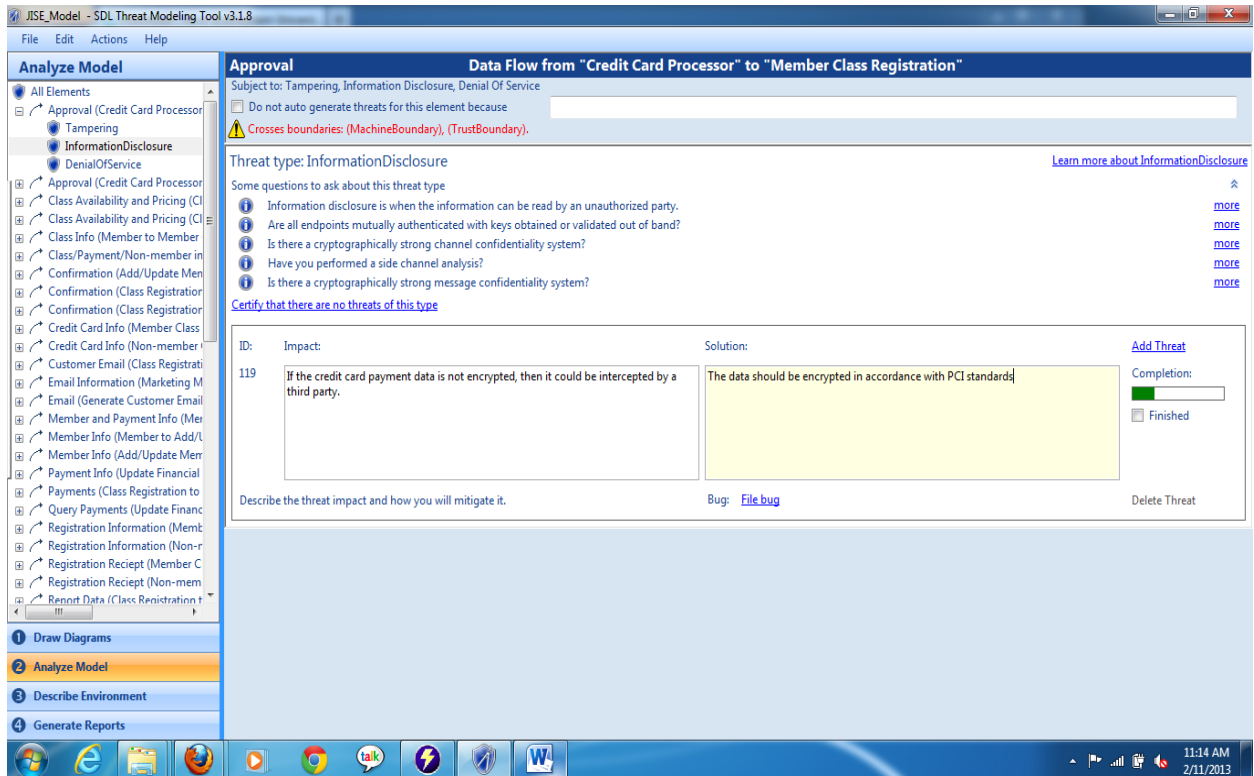 JISE_Model - SDL Threat Modeling Tool v3.1.8
File Edit Actions Help
Analyze Model
All Elements
Approval (Credit Card Processor
Tampering
InformationDisclosure
DenialOfService
Approval (Credit Card Processor
Class Availability and Pricing (Cl
Class Availability and Pricing (Cl
Class Info (Member to Member
Class/Payment/Non-member in
Confirmation (Add/Update Men
Confirmation (Class Registration
Confirmation (Class Registration
Credit Card Info (Member Class
Credit Card Info (Non-member
Customer Email (Class Registrati
Email Information (Marketing M
Email (Generate Customer Email
Member and Payment Info (Mer
Member Info (Member to Add/U
Member Info (Add/Update Mem
Payment Info (Update Financial
Payments (Class Registration to
Query Payments (Update Financ
Registration Information (Memb
Registration Information (Non-r
Registration Reciept (Member C
Registration Reciept (Non-mem
Report Data (Class Registration t
1 Draw Diagrams
2 Analyze Model
3 Describe Environment
4 Generate Reports
Approval Data Flow from "Credit Card Processor" to "Member Class Registration"
Subject to: Tampering, Information Disclosure, Denial Of Service
Do not auto generate threats for this element because
Crosses boundaries: (MachineBoundary), (TrustBoundary).
Threat type: InformationDisclosure Learn more about InformationDisclosure
Some questions to ask about this threat type
Information disclosure is when the information can be read by an unauthorized party. more
Are all endpoints mutually authenticated with keys obtained or validated out of band? more
Is there a cryptographically strong channel confidentiality system? more
Have you performed a side channel analysis? more
Is there a cryptographically strong message confidentiality system? more
Certify that there are no threats of this type
ID: Impact: Solution: Add Threat
119 If the credit card payment data is not encrypted, then it could be intercepted by a
third party.
The data should be encrypted in accordance with PCI standards
Completion:
Finished
Describe the threat impact and how you will mitigate it. Bug: File bug Delete Threat
talk
W
11:14 AM
2/11/2013